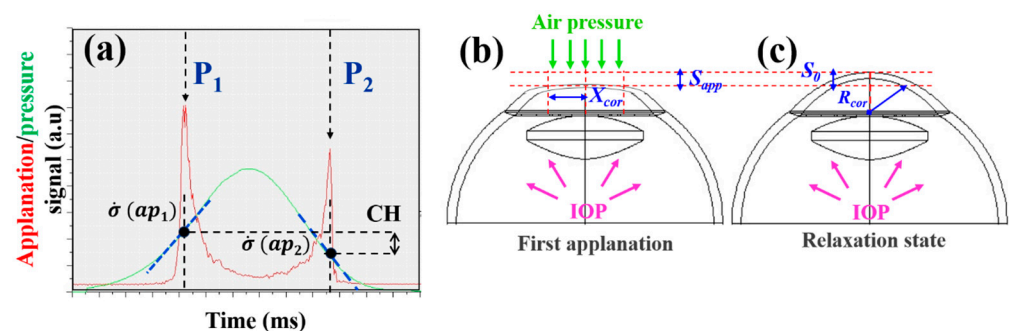 (a)
P1
P2
Applanation/pressure
signal (a.u)
σ̇ (ap₁)
σ̇ (ap₂)
CH
Time (ms)
(b)
Air pressure
Sapp
Xcor
IOP
First applanation
(c)
S0
Rcor
IOP
Relaxation state